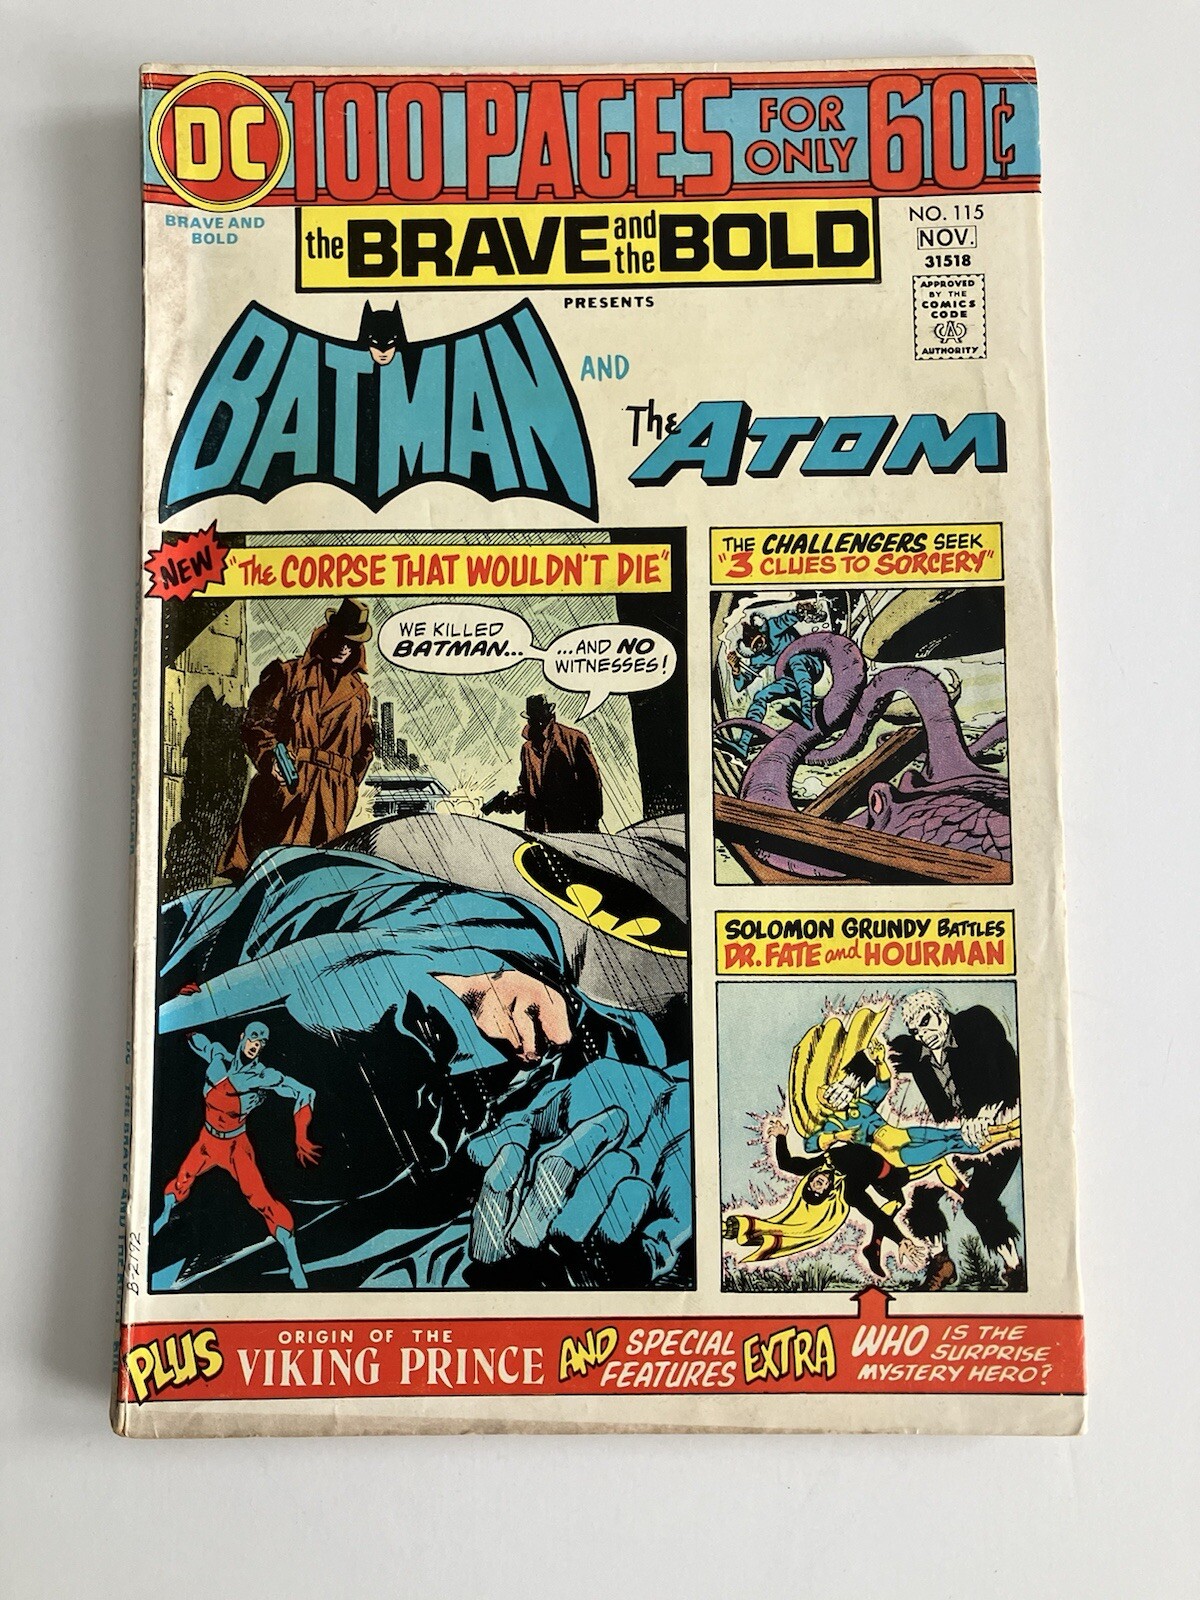 DC
100 PAGES FOR ONLY 60¢
BRAVE AND
BOLD
the BRAVE and the BOLD
NO. 115
NOV.
31518
APPROVED
BY THE
COMICS
CODE
CA
AUTHORITY
PRESENTS
BATMAN
AND
The ATOM
NEW
"The CORPSE THAT WOULDN'T DIE"
WE KILLED
BATMAN...
...AND NO
WITNESSES!
THE CHALLENGERS SEEK
"3 CLUES TO SORCERY"
SOLOMON GRUNDY BATTLES
DR. FATE and HOURMAN
B-2192
PLUS
ORIGIN OF THE
VIKING PRINCE
AND
SPECIAL
FEATURES
EXTRA
WHO IS THE
SURPRISE
MYSTERY HERO?